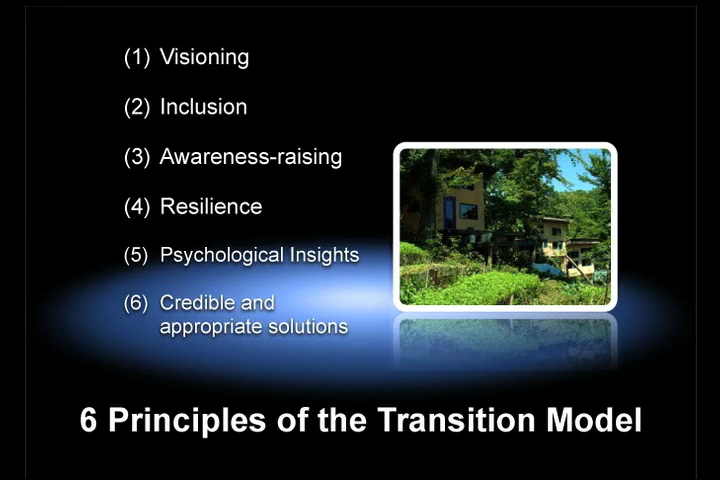 (1) Visioning
(2) Inclusion
(3) Awareness-raising
(4) Resilience
(5) Psychological Insights
(6) Credible and
appropriate solutions
6 Principles of the Transition Model